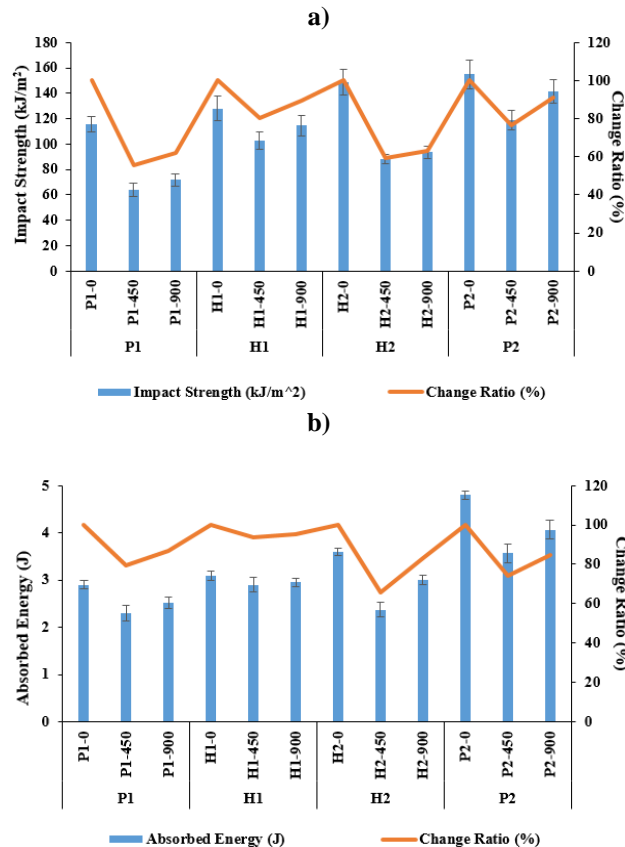 a)
Impact Strength (kJ/m²)
180
160
140
120
100
80
60
40
20
0
120
100
80
60
40
20
0
Change Ratio
(%)
P1-0
P1-450
P1-900
H1-0
H1-450
H1-900
H2-0
H2-450
H2-900
P2-0
P2-450
P2-900
P1
H1
H2
P2
Impact Strength (kJ/m^2)
Change Ratio (%)
b)
Absorbed Energy (J)
5
4
3
2
1
0
120
100
80
60
40
20
0
Change Ratio
(%)
P1-0
P1-450
P1-900
H1-0
H1-450
H1-900
H2-0
H2-450
H2-900
P2-0
P2-450
P2-900
P1
H1
H2
P2
Absorbed Energy (J)
Change Ratio (%)